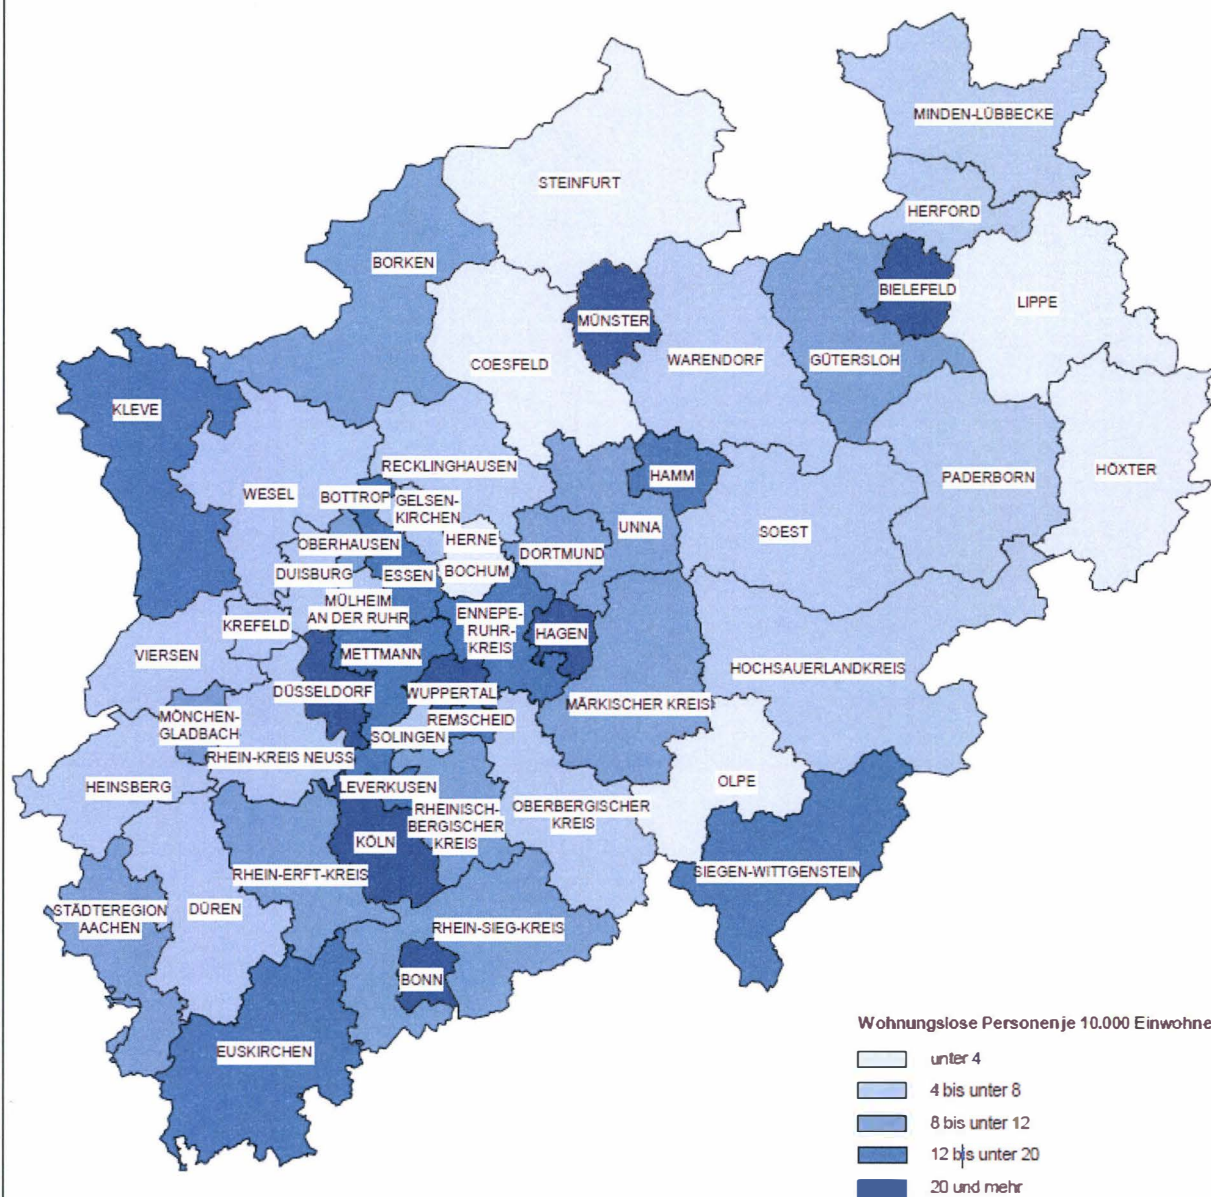 MINDEN-LÜBBECKE
STEINFURT
HERFORD
BORKEN
BIELEFELD
LIPPE
MÜNSTER
WARENDORF
GÜTERSLOH
COESFELD
KLEVE
RECKLINGHAUSEN
HAMM
PADERBORN
HÖXTER
WESEL
BOTTROP
GELSEN-
KIRCHEN
UNNA
SOEST
OBERHAUSEN
HERNE
DORTMUND
DUISBURG
ESSEN
BOCHUM
MÜLHEIM
AN DER RUHR
ENNEPE-
RUHR-
KREIS
HAGEN
KREFELD
VIERSEN
METTMANN
HOCHSAUERLANDKREIS
DÜSSELDORF
WUPPERTAL
MÄRKISCHER KREIS
MÖNCHEN-
GLADBACH
REMSCHEID
SOLINGEN
RHEIN-KREIS NEUSS
HEINSBERG
LEVERKUSEN
OLPE
RHEINISCH-
BERGISCHER
KREIS
OBERBERGISCHER
KREIS
KÖLN
RHEIN-ERFT-KREIS
SIEGEN-WITTGENSTEIN
STÄDTEREGION
AACHEN
DÜREN
RHEIN-SIEG-KREIS
BONN
EUSKIRCHEN
Wohnungslose Personen je 10.000 Einwohne
unter 4
4 bis unter 8
8 bis unter 12
12 bis unter 20
20 und mehr